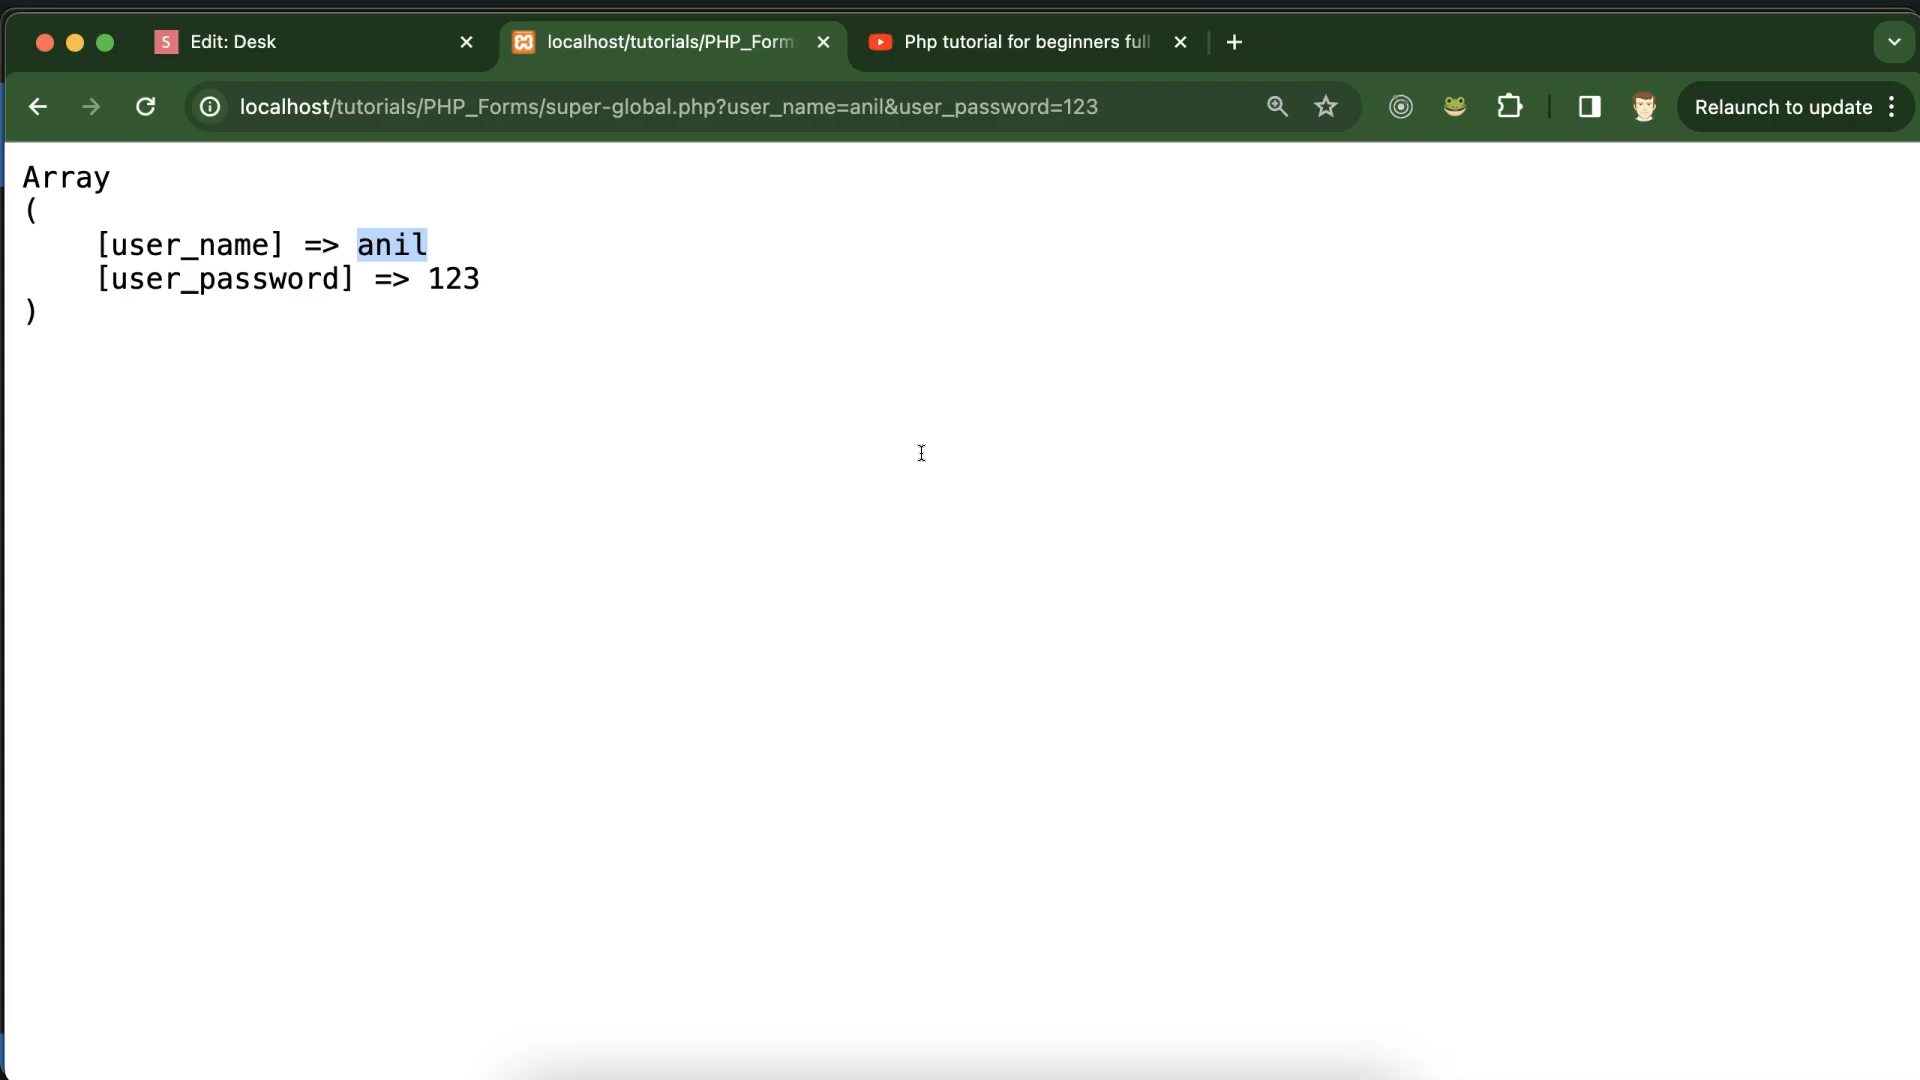 S Edit: Desk
localhost/tutorials/PHP_Form
Php tutorial for beginners full
localhost/tutorials/PHP_Forms/super-global.php?user_name=anil&user_password=123
Relaunch to update
Array
(
[user_name] => anil
[user_password] => 123
)